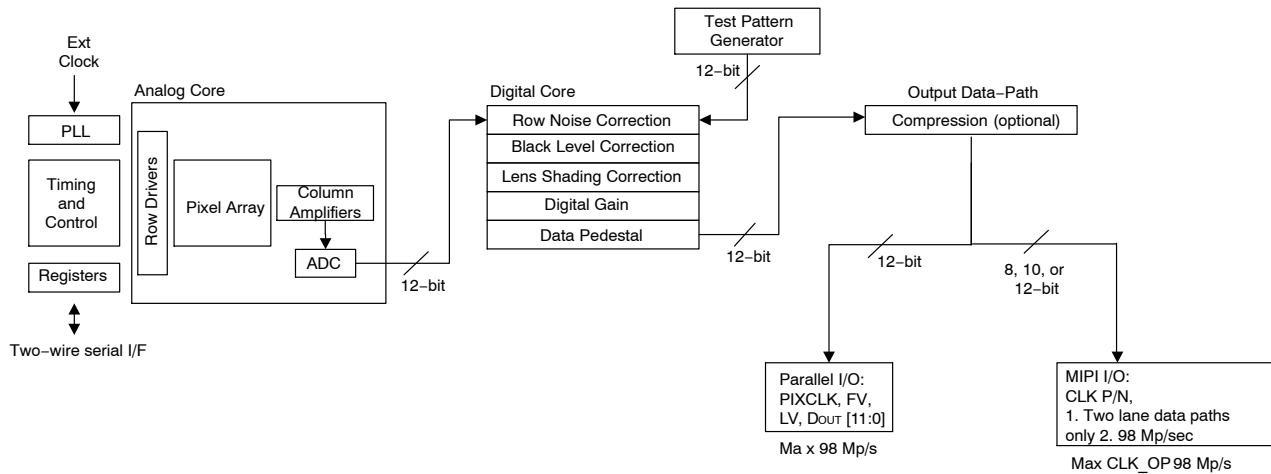 Ext
Clock
PLL
Timing
and
Control
Registers
Two−wire serial I/F
Analog Core
Row Drivers
Pixel Array
Column
Amplifiers
ADC
12−bit
Digital Core
Row Noise Correction
Black Level Correction
Lens Shading Correction
Digital Gain
Data Pedestal
Test Pattern
Generator
12−bit
12−bit
Output Data−Path
Compression (optional)
12−bit
8, 10, or
12−bit
Parallel I/O:
PIXCLK, FV,
LV, DOUT [11:0]
Ma x 98 Mp/s
MIPI I/O:
CLK P/N,
1. Two lane data paths
only 2. 98 Mp/sec
Max CLK_OP 98 Mp/s